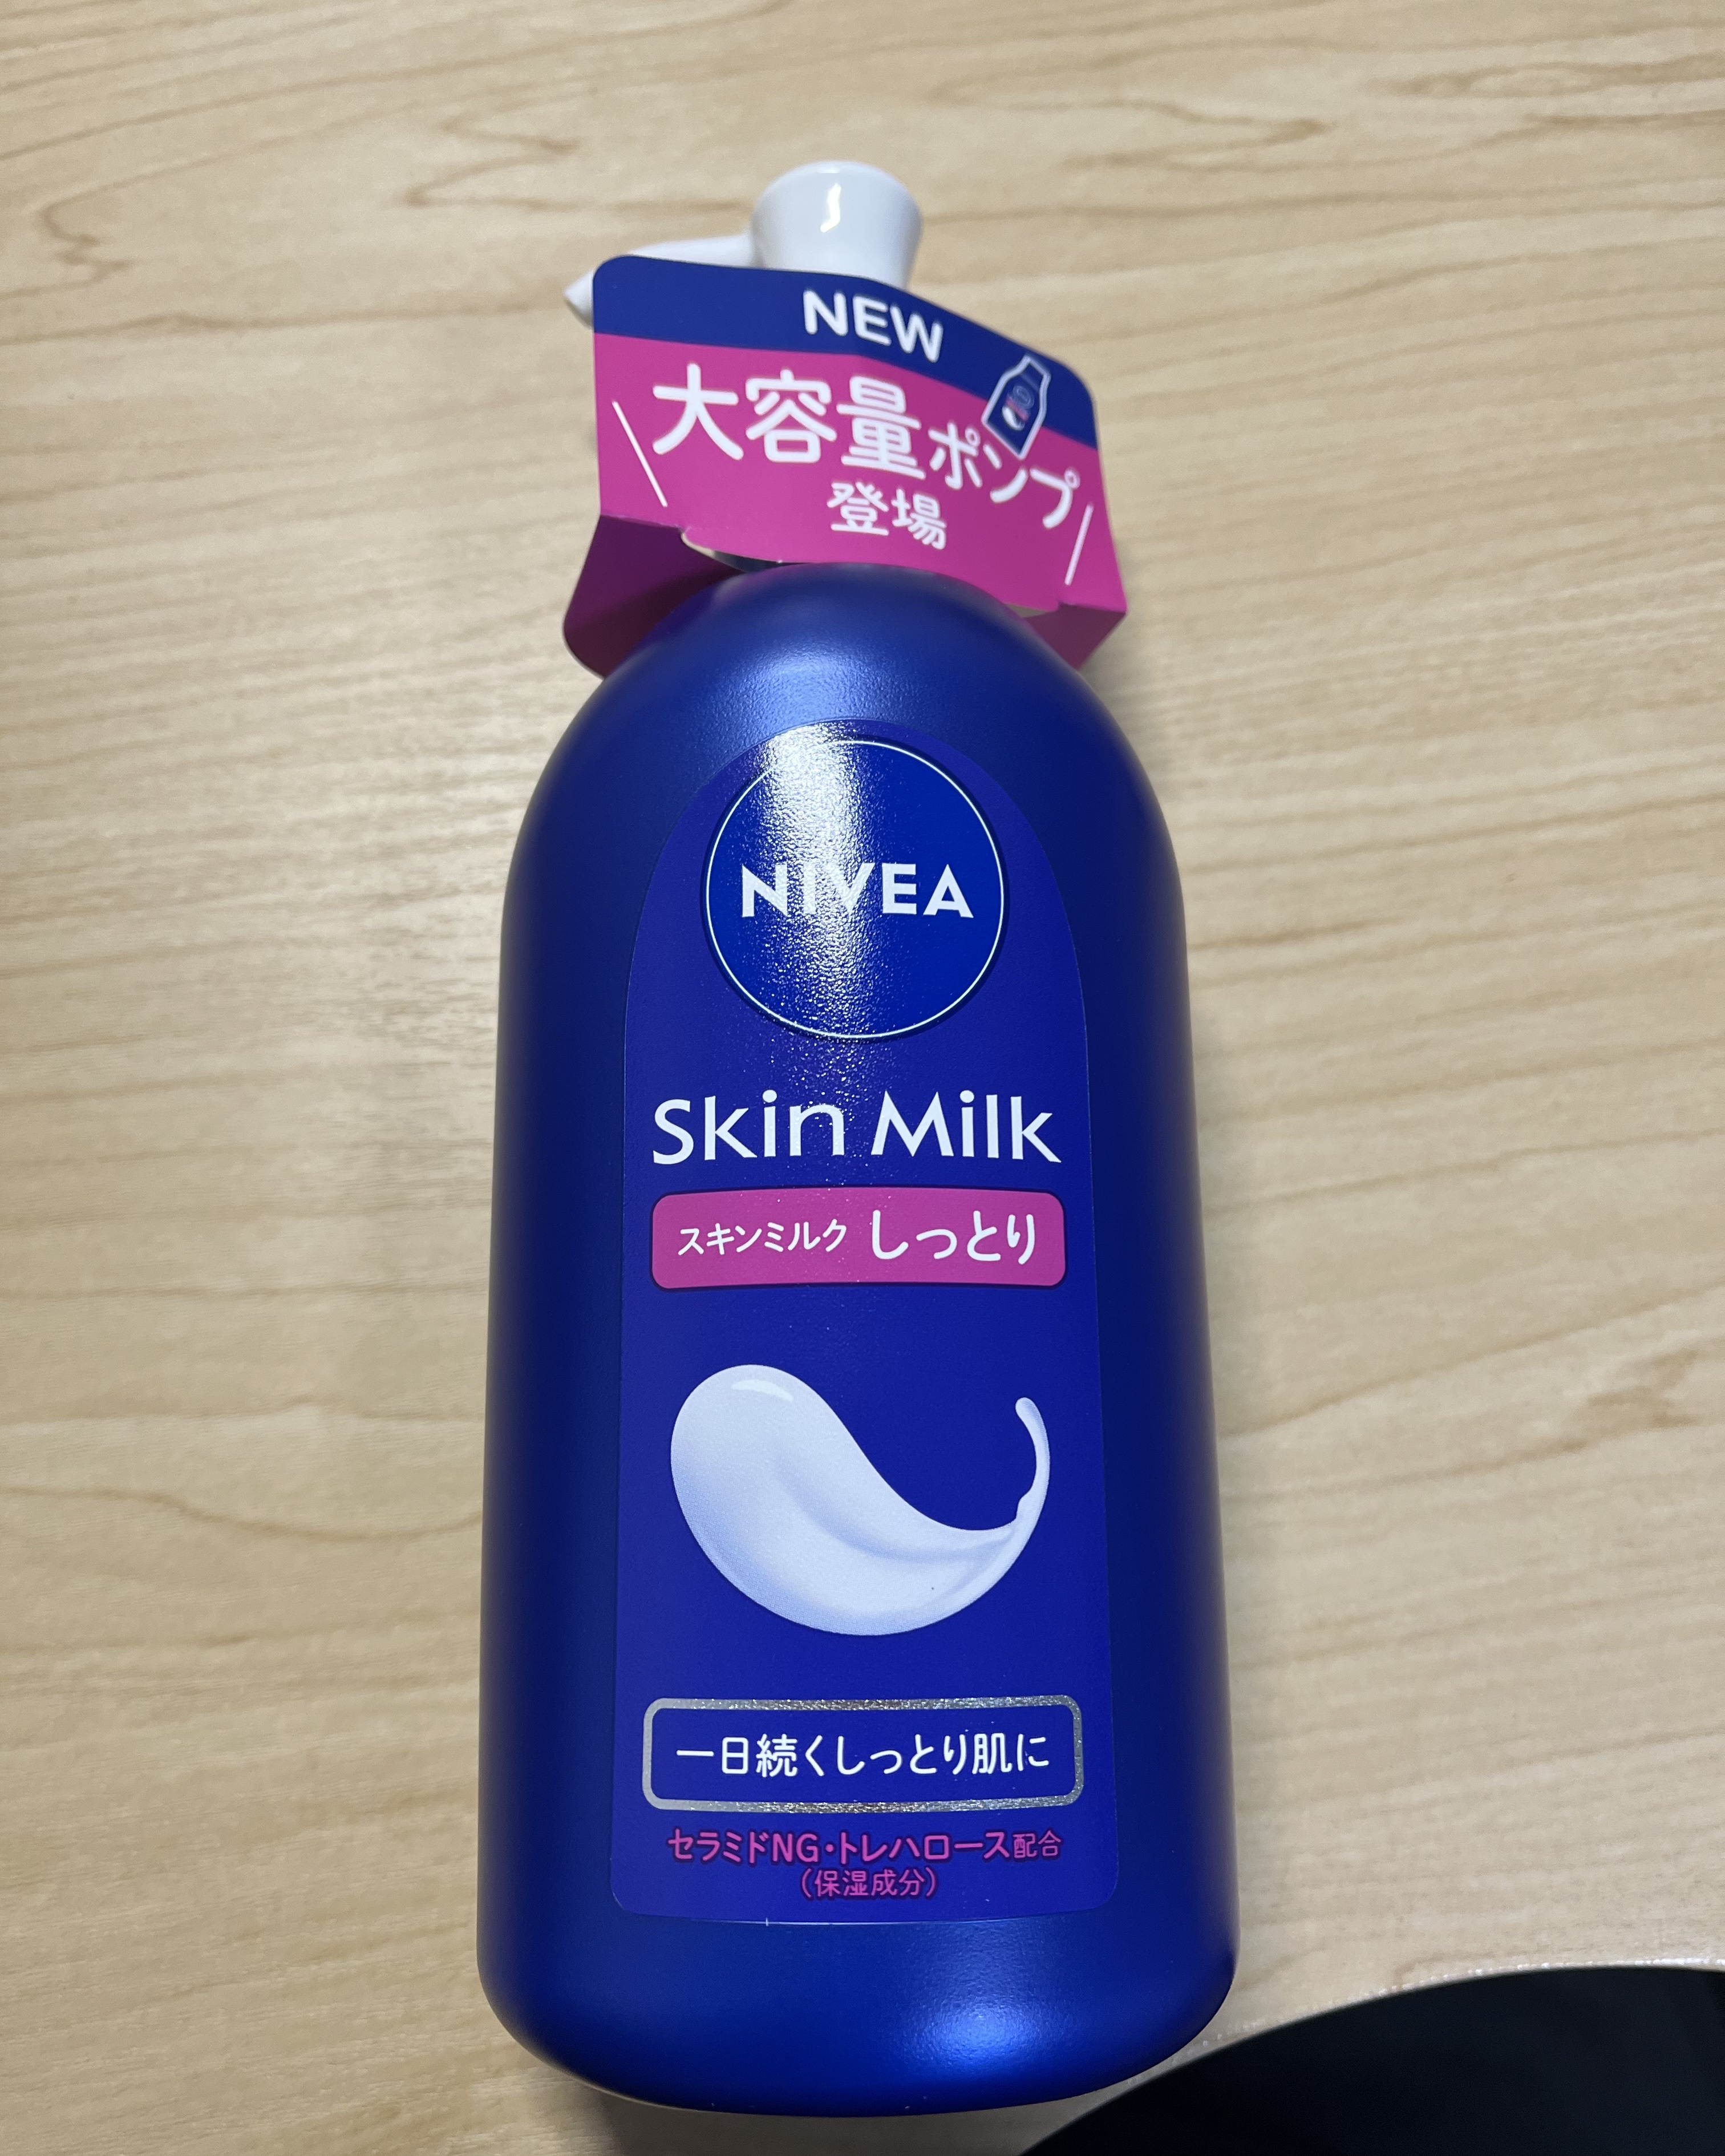 NEW
大容量ポンプ
登場
NIVEA
Skin Milk
スキンミルク しっとり
一日続くしっとり肌に
セラミドNG・トレハロース配合
（保湿成分）